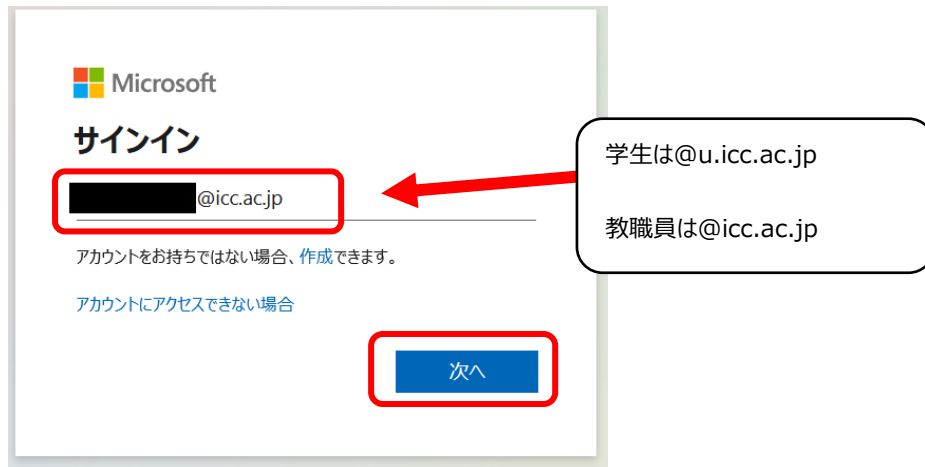 Microsoft
サインイン
@icc.ac.jp
アカウントをお持ちではない場合、作成できます。
アカウントにアクセスできない場合
次へ
学生は@u.icc.ac.jp
教職員は@icc.ac.jp